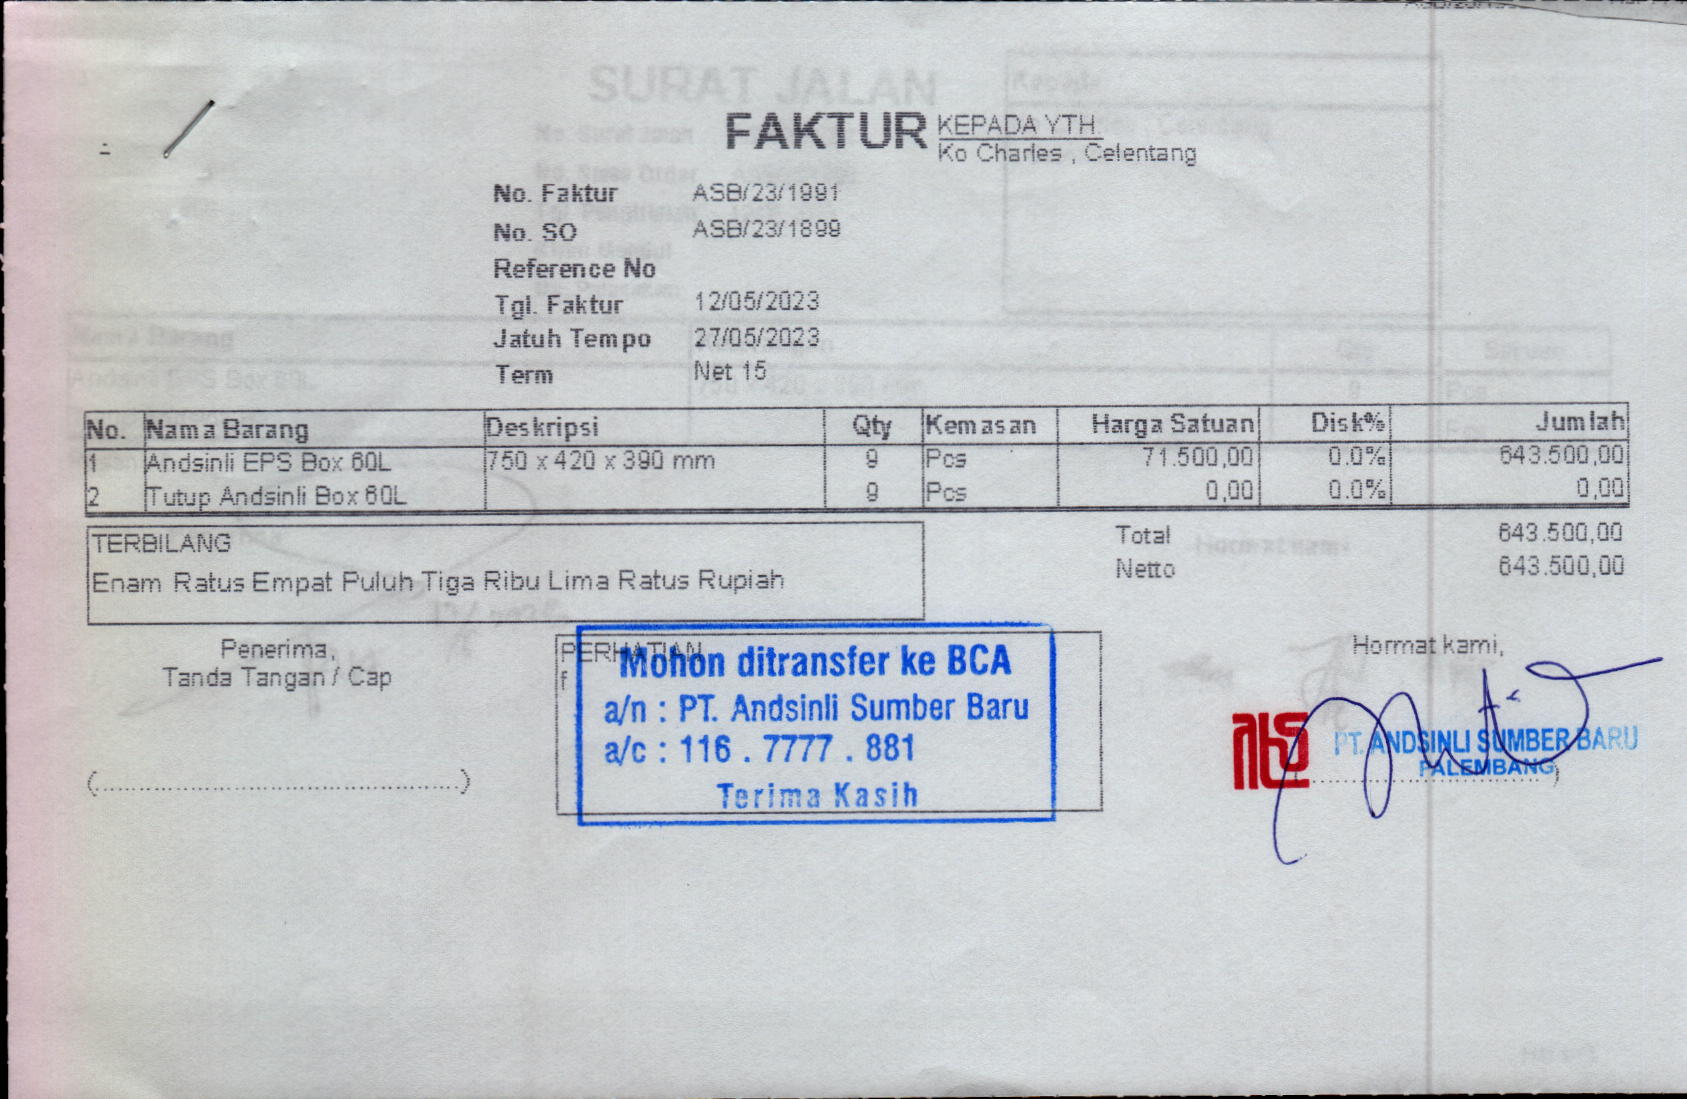 FAKTUR
KEPADA YTH.
Ko Charles , Celentang
No. Faktur ASB/23/1991
No. SO ASB/23/1899
Reference No
Tgl. Faktur 12/05/2023
Jatuh Tempo 27/05/2023
Term Net 15
No. Nama Barang Deskripsi Qty Kemasan Harga Satuan Disk% Jumlah
1 Andsinli EPS Box 60L 750 x 420 x 390 mm 9 Pcs 71.500,00 0.0% 643.500,00
2 Tutup Andsinli Box 60L 9 Pcs 0,00 0.0% 0,00
TERBILANG
Enam Ratus Empat Puluh Tiga Ribu Lima Ratus Rupiah
Total 643.500,00
Netto 643.500,00
Penerima,
Tanda Tangan / Cap
(..................................................)
PERHATIAN
f
Mohon ditransfer ke BCA
a/n : PT. Andsinli Sumber Baru
a/c : 116 . 7777 . 881
Terima Kasih
Hormat kami,
PT. ANDSINLI SUMBER BARU
PALEMBANG
SURAT JALAN